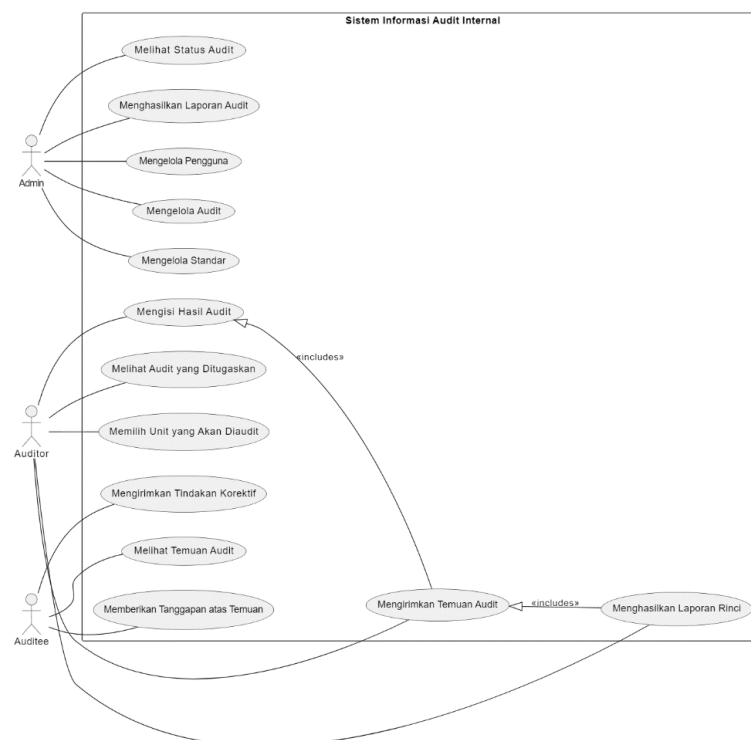 Sistem Informasi Audit Internal
Melihat Status Audit
Menghasilkan Laporan Audit
Admin
Mengelola Pengguna
Mengelola Audit
Mengelola Standar
Mengisi Hasil Audit
«includes»
Melihat Audit yang Ditugaskan
Auditor
Memilih Unit yang Akan Diaudit
Mengirimkan Tindakan Korektif
Melihat Temuan Audit
Auditee
Memberikan Tanggapan atas Temuan
Mengirimkan Temuan Audit
«includes»
Menghasilkan Laporan Rinci